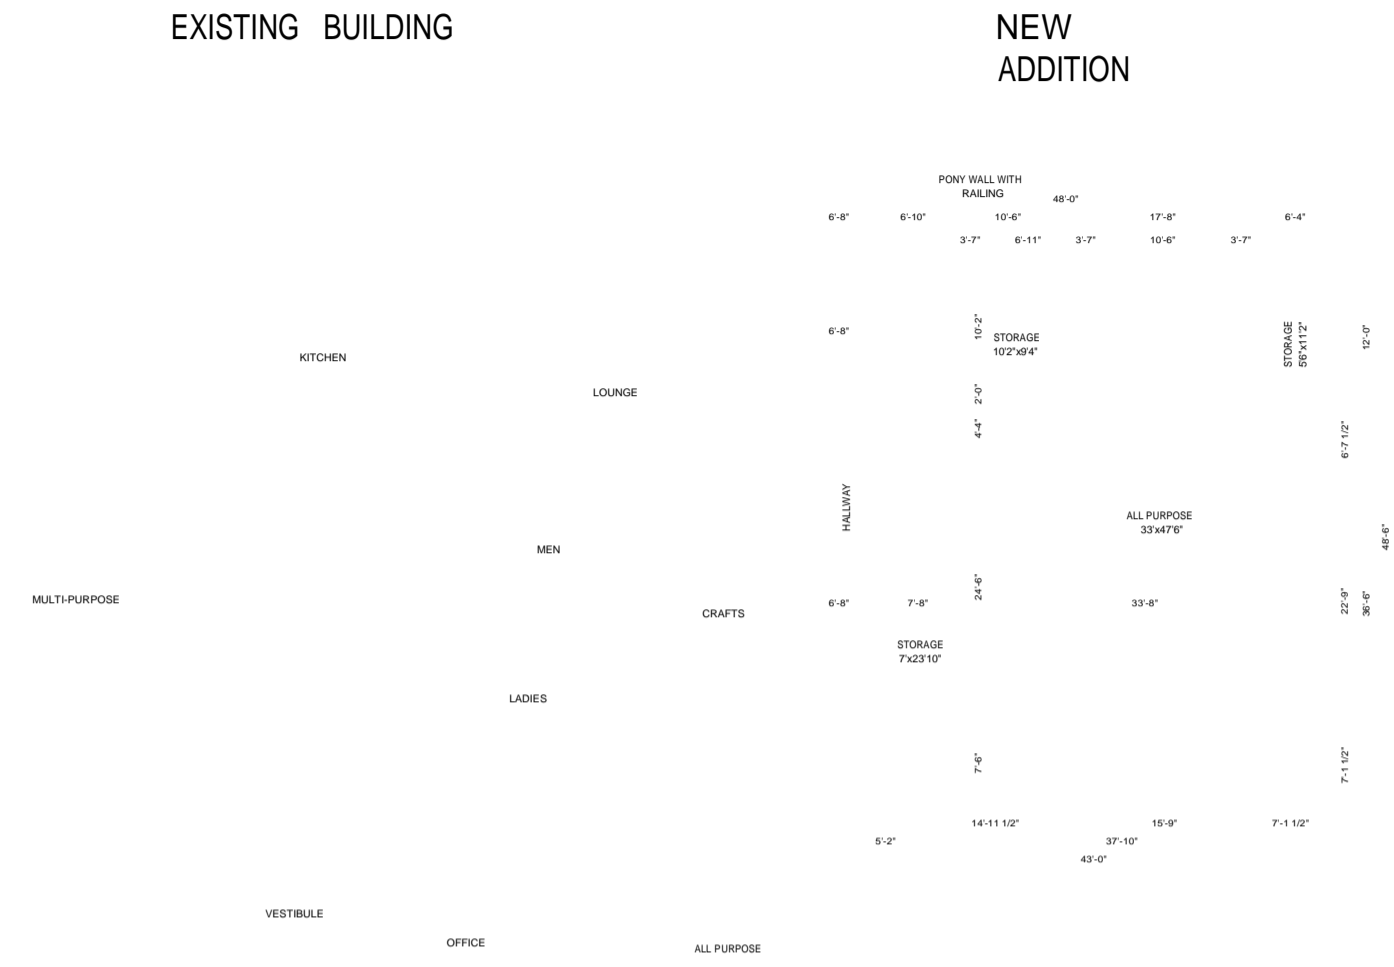 EXISTING BUILDING
NEW
ADDITION
PONY WALL WITH
RAILING
48'-0"
6'-8"
6'-10"
10'-6"
17'-8"
6'-4"
3'-7"
6'-11"
3'-7"
10'-6"
3'-7"
6'-8"
10'-2"
STORAGE
10'2"x9'4"
STORAGE
56"x11'2"
12'-0"
KITCHEN
LOUNGE
2'-0"
4'-4"
6'-7 1/2"
HALLWAY
ALL PURPOSE
33'x47'6"
48'-6"
MEN
MULTI-PURPOSE
CRAFTS
6'-8"
7'-8"
24'-6"
33'-8"
22'-9"
36'-6"
STORAGE
7'x23'10"
LADIES
7'-6"
7'-1 1/2"
14'-11 1/2"
15'-9"
7'-1 1/2"
5'-2"
37'-10"
43'-0"
VESTIBULE
OFFICE
ALL PURPOSE